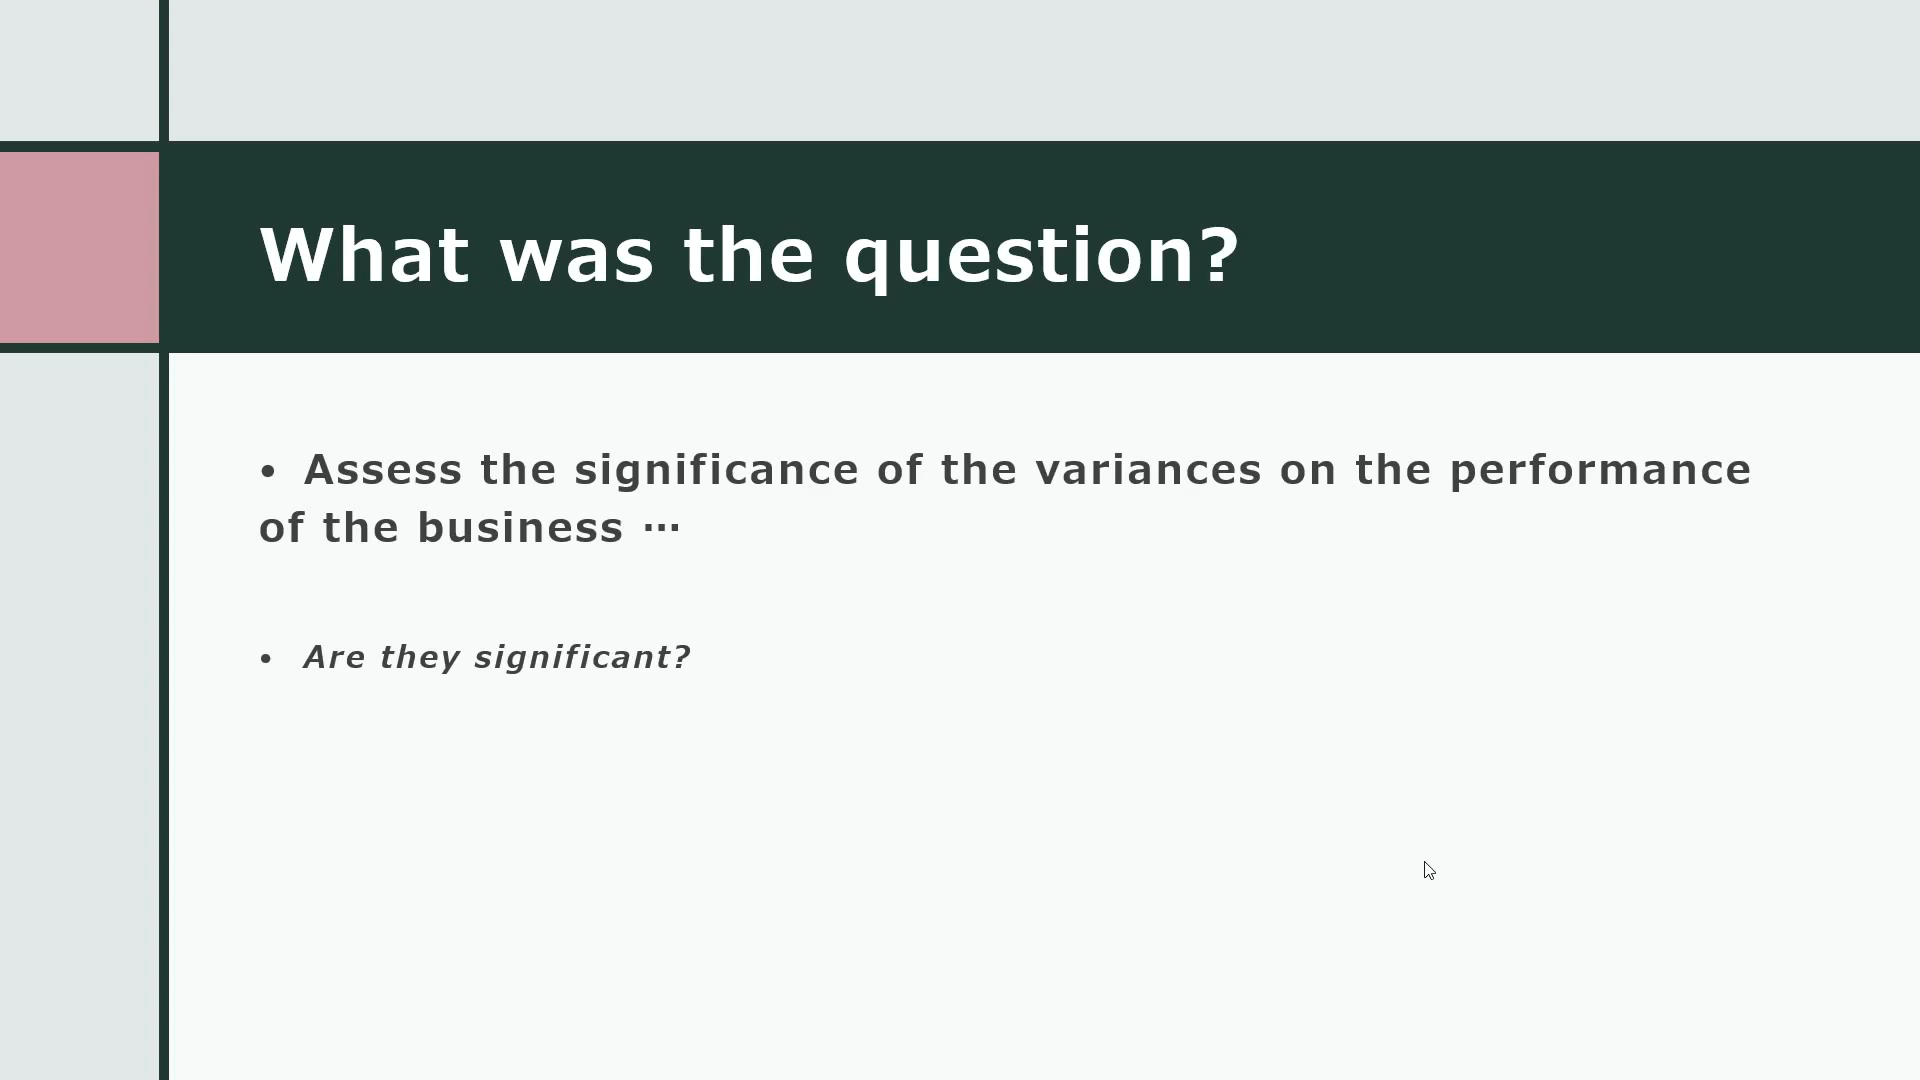 What was the question?
• Assess the significance of the variances on the performance
of the business …
• Are they significant?